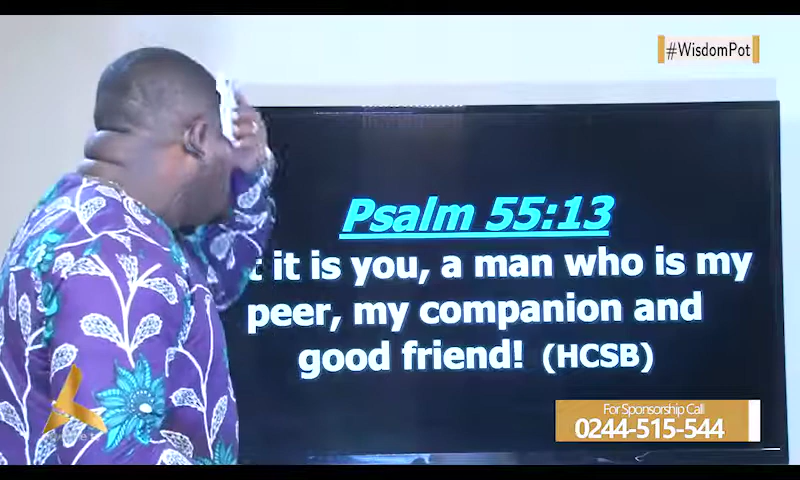 #WisdomPot
Psalm 55:13
it is you, a man who is my
peer, my companion and
good friend! (HCSB)
For Sponsorship Call
0244-515-544